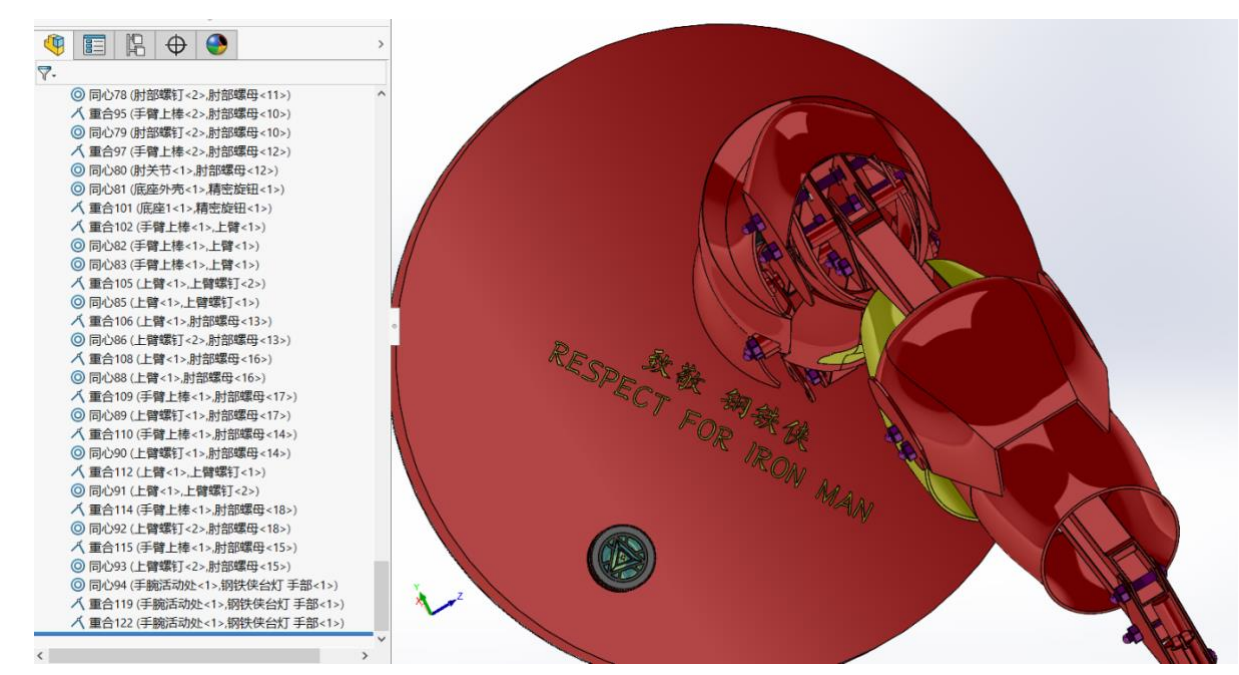 同心78 (肘部螺钉<2>,肘部螺母<11>)
重合95 (手臂上棒<2>,肘部螺母<10>)
同心79 (肘部螺钉<2>,肘部螺母<10>)
重合97 (手臂上棒<2>,肘部螺母<12>)
同心80 (肘关节<1>,肘部螺母<12>)
同心81 (底座外壳<1>,精密旋钮<1>)
重合101 (底座1<1>,精密旋钮<1>)
重合102 (手臂上棒<1>,上臂<1>)
同心82 (手臂上棒<1>,上臂<1>)
同心83 (手臂上棒<1>,上臂<1>)
重合105 (上臂<1>,上臂螺钉<2>)
同心85 (上臂<1>,上臂螺钉<1>)
重合106 (上臂<1>,肘部螺母<13>)
同心86 (上臂螺钉<2>,肘部螺母<13>)
重合108 (上臂<1>,肘部螺母<16>)
同心88 (上臂<1>,肘部螺母<16>)
重合109 (手臂上棒<1>,肘部螺母<17>)
同心89 (上臂螺钉<1>,肘部螺母<17>)
重合110 (手臂上棒<1>,肘部螺母<14>)
同心90 (上臂螺钉<1>,肘部螺母<14>)
重合112 (上臂<1>,上臂螺钉<1>)
同心91 (上臂<1>,上臂螺钉<2>)
重合114 (手臂上棒<1>,肘部螺母<18>)
同心92 (上臂螺钉<2>,肘部螺母<18>)
重合115 (手臂上棒<1>,肘部螺母<15>)
同心93 (上臂螺钉<2>,肘部螺母<15>)
同心94 (手腕活动处<1>,钢铁侠台灯 手部<1>)
重合119 (手腕活动处<1>,钢铁侠台灯 手部<1>)
重合122 (手腕活动处<1>,钢铁侠台灯 手部<1>)
致敬 钢铁侠
RESPECT FOR IRON MAN
Y
X
Z